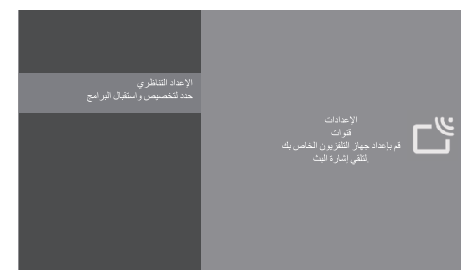 الإعداد التناظري
حدد لتخصيص واستقبال البرامج
الإعدادات
قنوات
قم بإعداد جهاز التلفزيون الخاص بك
لتلقي إشارة البث.